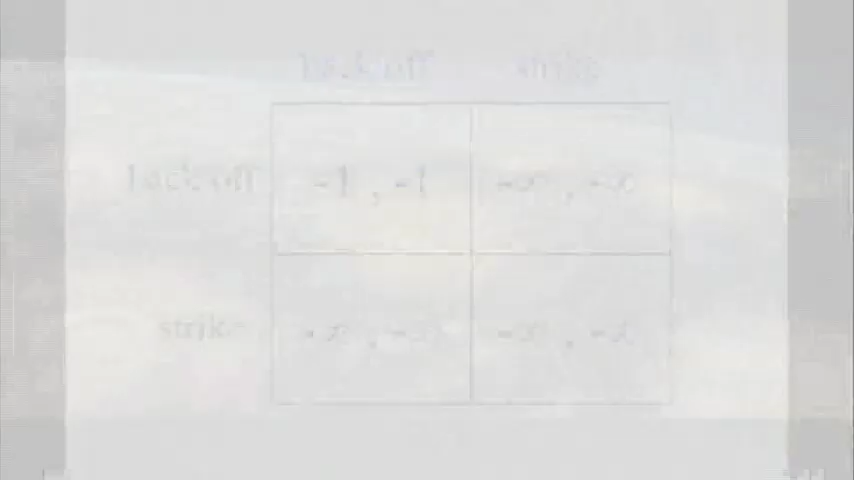 back off strike
back off -1 , -1 -∞ , -∞
strike -∞ , -∞ -∞ , -∞